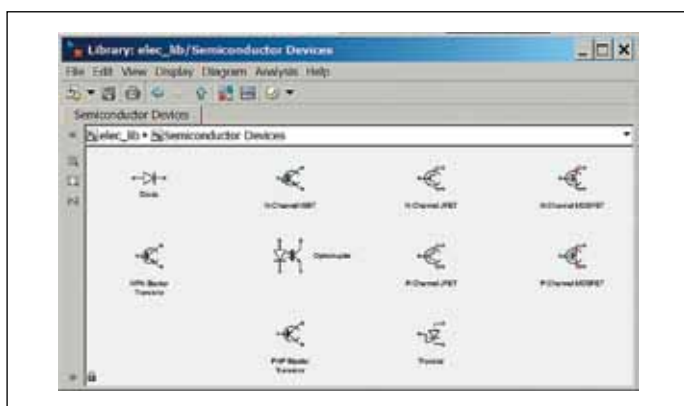 Library: elec_lib/Semiconductor Devices
File Edit View Display Diagram Analysis Help
Semiconductor Devices
elec_lib Semiconductor Devices
Diode
N-Channel IGBT
N-Channel JFET
N-Channel MOSFET
NPN Bipolar
Transistor
Optocoupler
P-Channel JFET
P-Channel MOSFET
PNP Bipolar
Transistor
Thyristor